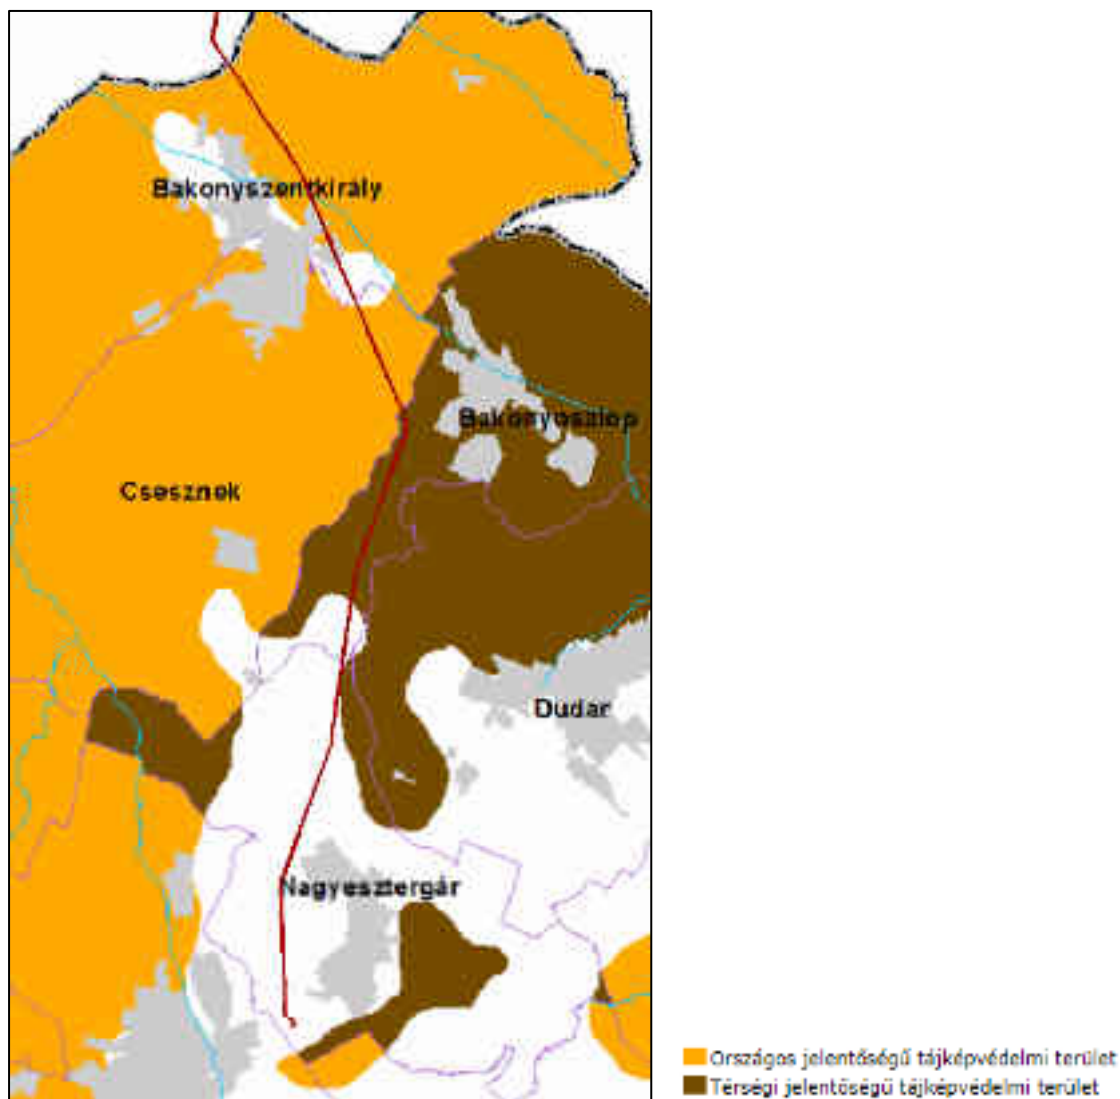 Bakonyszentkirály
Bakonyoszlop
Csesznek
Dudar
Nagyesztergár
Országos jelentőségű tájképvédelmi terület
Térségi jelentőségű tájképvédelmi terület